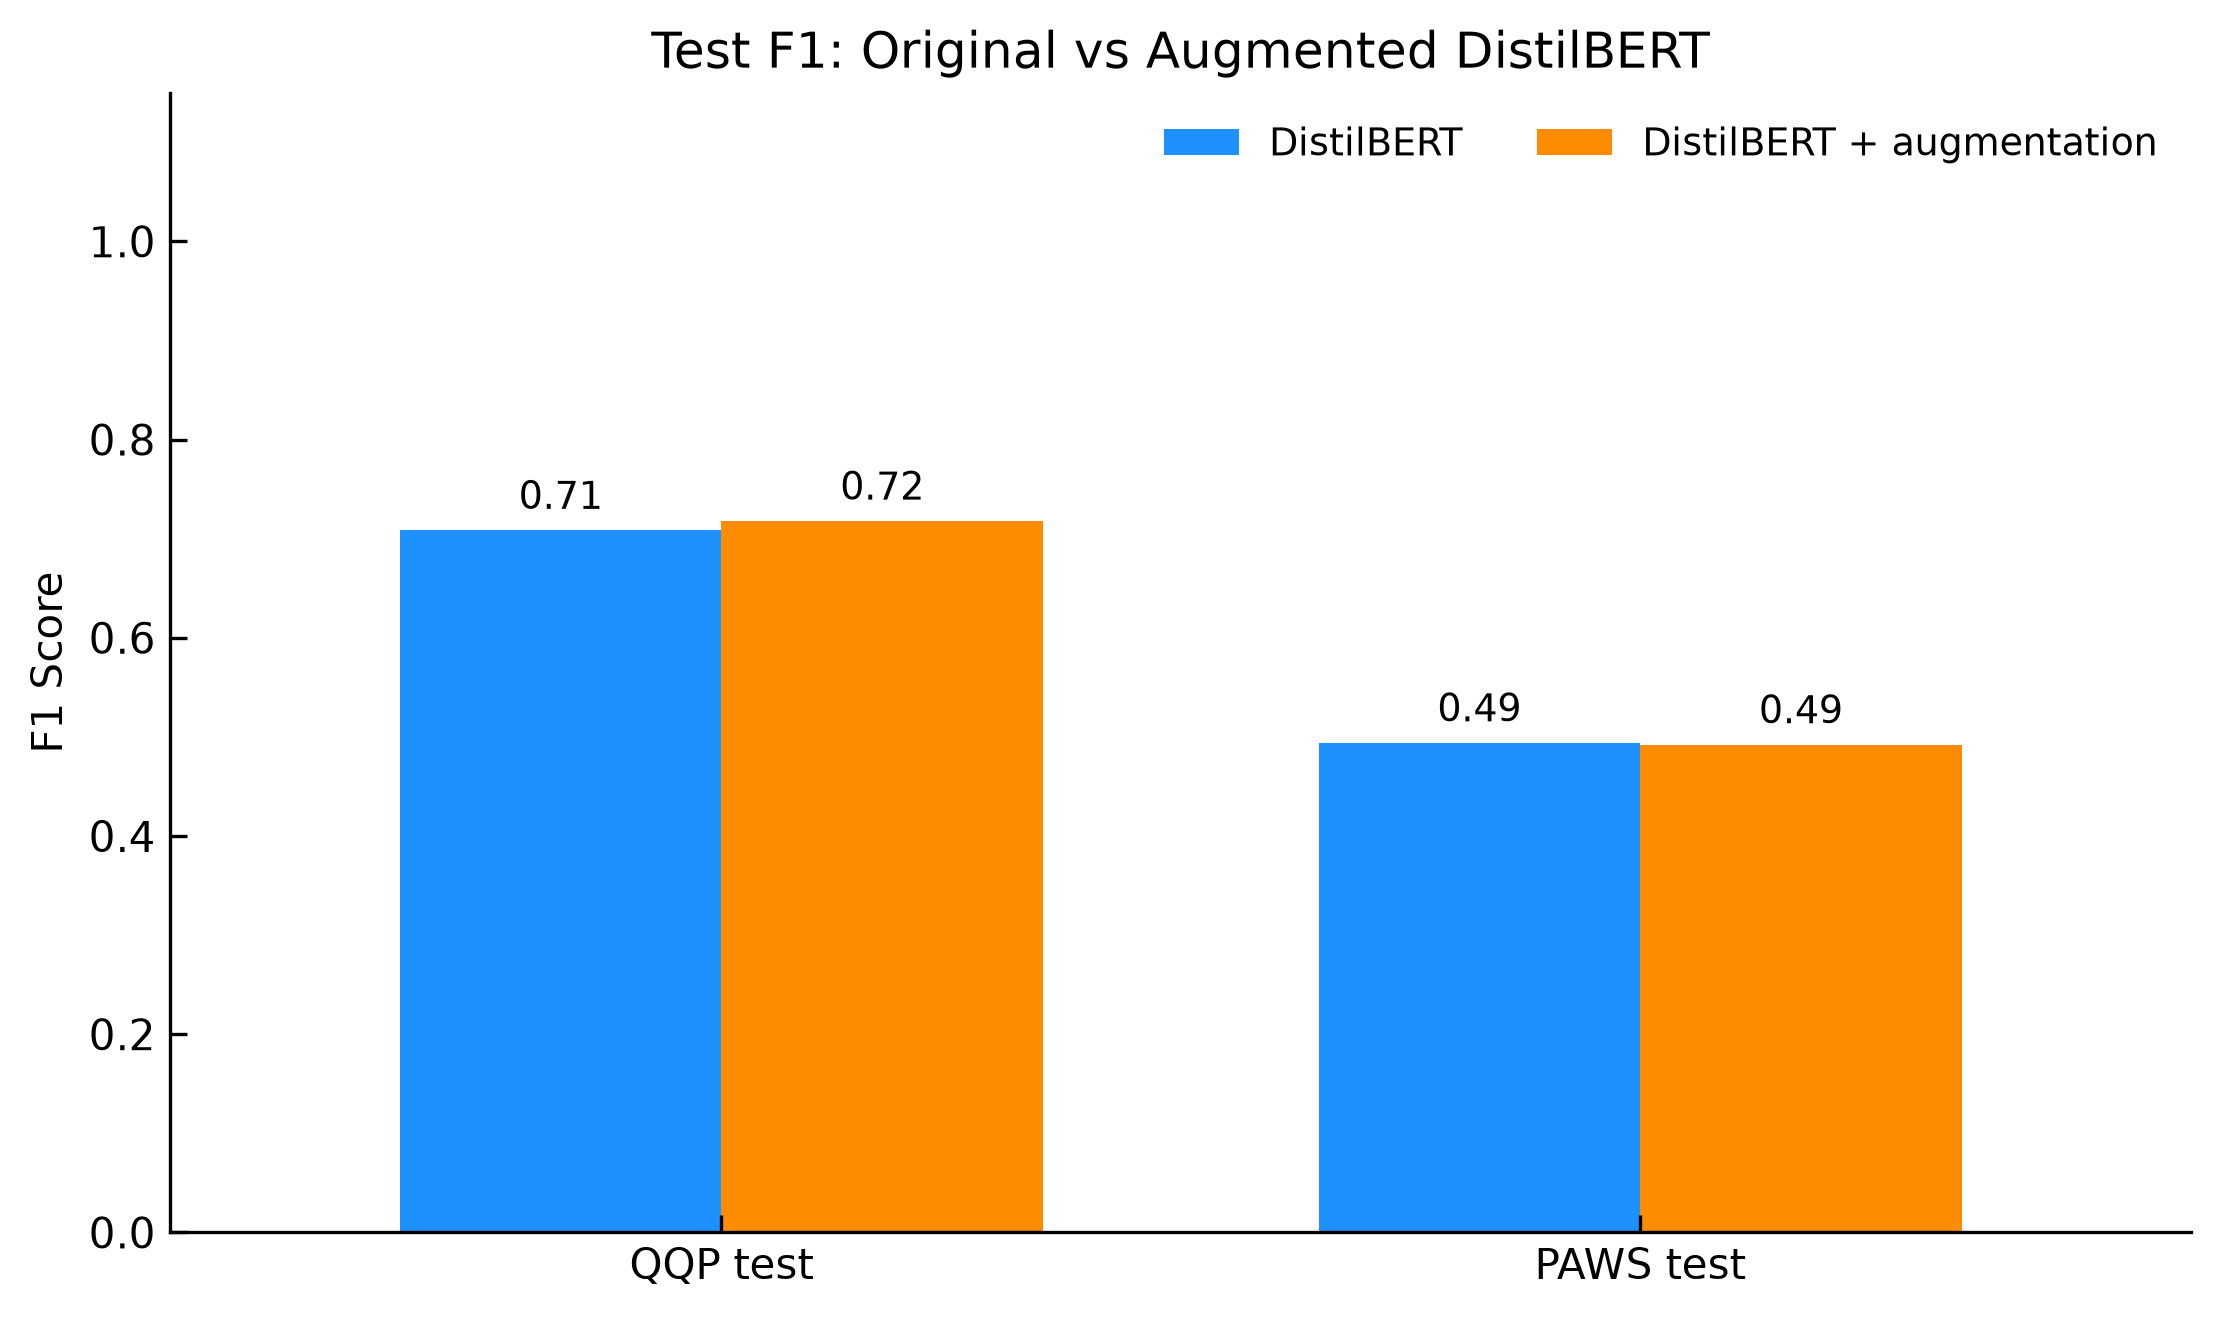 Test F1: Original vs Augmented DistilBERT
DistilBERT
DistilBERT + augmentation
F1 Score
1.0
0.8
0.6
0.4
0.2
0.0
0.71
0.72
0.49
0.49
QQP test
PAWS test